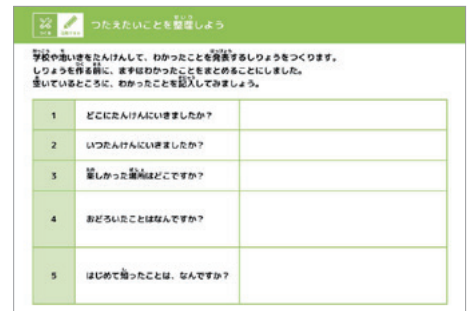 つたえたいことを整理しよう
学校や地いきをたんけんして、わかったことを発表するしりょうをつくります。
しりょうを作る前に、まずはわかったことをまとめることにしました。
空いているところに、わかったことを記入してみましょう。
1 どこにたんけんにいきましたか？
2 いつたんけんにいきましたか？
3 楽しかった場所はどこですか？
4 おどろいたことはなんですか？
5 はじめて知ったことは、なんですか？